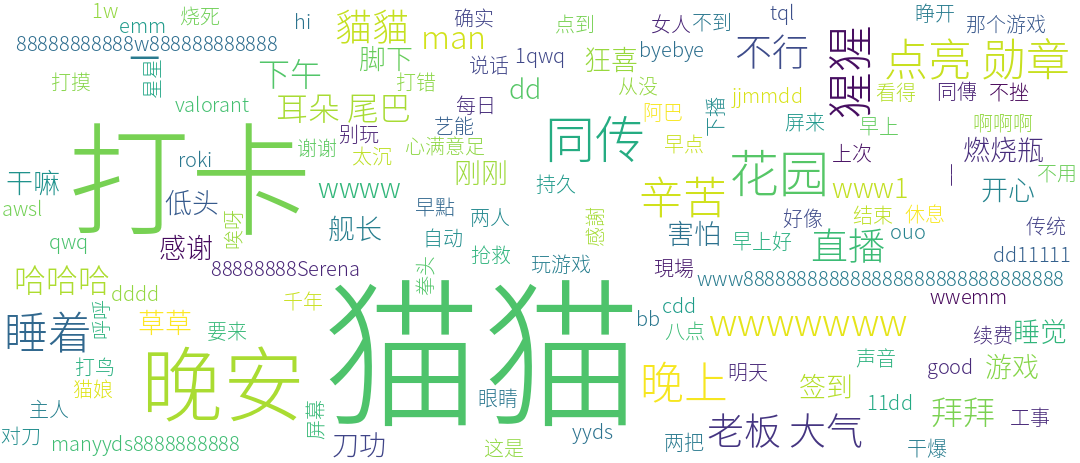 1w
烧死
hi
貓貓
确实
点到
女人
不到
tql
睁开
那个游戏
emm
88888888888w888888888888
man
狂喜
byebye
不行
猩猩
点亮 勋章
星星
下午
脚下
说话
1qwq
打摸
打错
dd
从没
jjmmdd
看得
同傳
不挫
valorant
耳朵 尾巴
每日
阿巴
下播
屏来
早上
啊啊啊
别玩
艺能
打卡
谢谢
心满意足
同传
早点
上次
燃烧瓶
roki
太沉
刚刚
花园
一
不用
干嘛
wwww
持久
辛苦
www1
开心
awsl
低头
早點
两人
好像
结束
休息
唉呀
舰长
感謝
害怕
早上好
ouo
传统
qwq
感谢
自动
抢救
直播
dd11111
哈哈哈
88888888Serena
拳头
玩游戏
現場
www8888888888888888888888888888
dddd
千年
猫猫
cdd
wwemm
呼呼
草草
要来
bb
八点
wwwwwww
续费
睡觉
睡着
打鸟
晚安
声音
good
游戏
猫娘
眼睛
晚上
明天
签到
主人
屏幕
11dd
拜拜
工事
对刀
manyyds8888888888
刀功
这是
yyds
两把
老板 大气
干爆